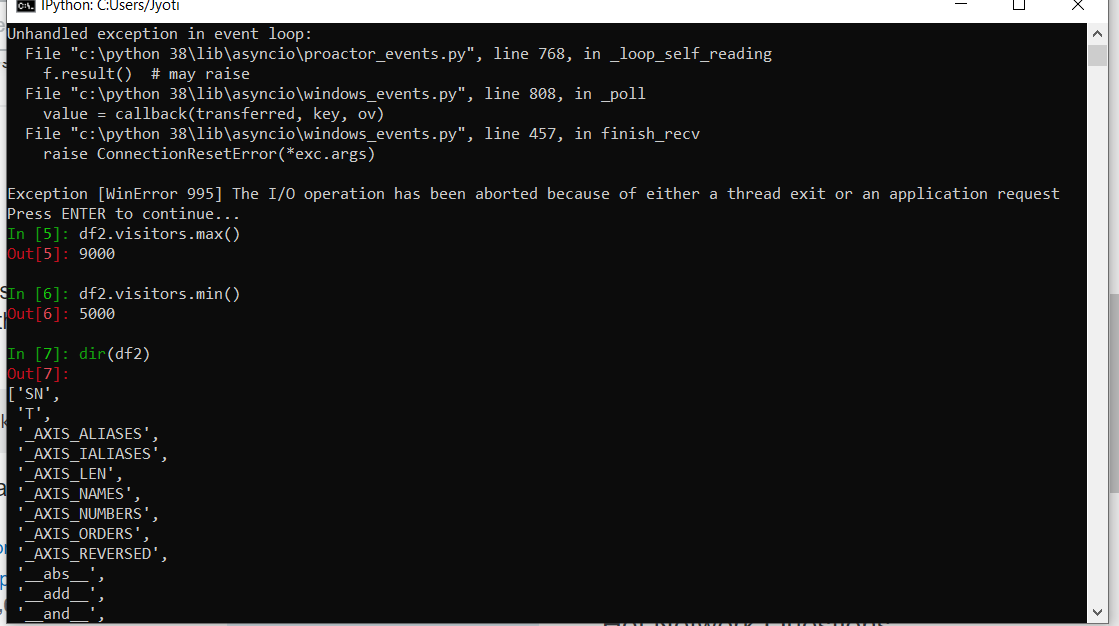 IPython: C:Users/Jyoti
Unhandled exception in event loop:
  File "c:\python 38\lib\asyncio\proactor_events.py", line 768, in _loop_self_reading
    f.result()  # may raise
  File "c:\python 38\lib\asyncio\windows_events.py", line 808, in _poll
    value = callback(transferred, key, ov)
  File "c:\python 38\lib\asyncio\windows_events.py", line 457, in finish_recv
    raise ConnectionResetError(*exc.args)

Exception [WinError 995] The I/O operation has been aborted because of either a thread exit or an application request
Press ENTER to continue...
In [5]: df2.visitors.max()
Out[5]: 9000

In [6]: df2.visitors.min()
Out[6]: 5000

In [7]: dir(df2)
Out[7]:
['SN',
 'T',
 '_AXIS_ALIASES',
 '_AXIS_IALIASES',
 '_AXIS_LEN',
 '_AXIS_NAMES',
 '_AXIS_NUMBERS',
 '_AXIS_ORDERS',
 '_AXIS_REVERSED',
 '__abs__',
 '__add__',
 '__and__',